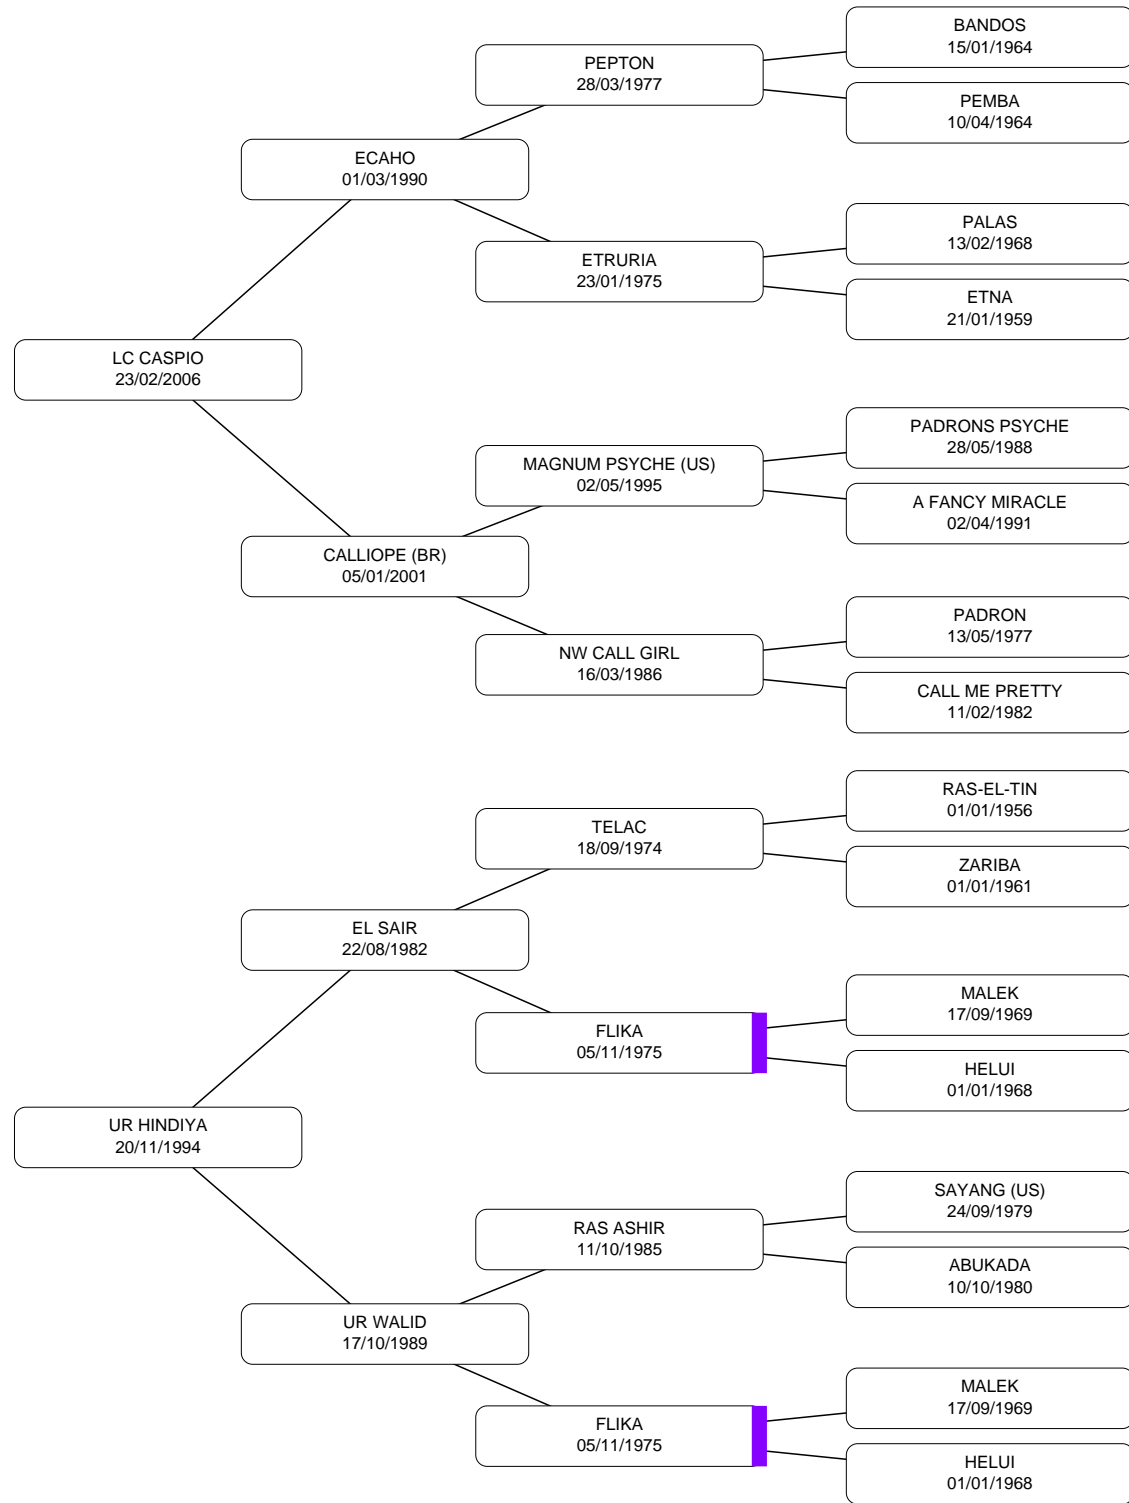 BANDOS
15/01/1964
PEPTON
28/03/1977
PEMBA
10/04/1964
ECAHO
01/03/1990
PALAS
13/02/1968
ETRURIA
23/01/1975
ETNA
21/01/1959
LC CASPIO
23/02/2006
PADRONS PSYCHE
28/05/1988
MAGNUM PSYCHE (US)
02/05/1995
A FANCY MIRACLE
02/04/1991
CALLIOPE (BR)
05/01/2001
PADRON
13/05/1977
NW CALL GIRL
16/03/1986
CALL ME PRETTY
11/02/1982
RAS-EL-TIN
01/01/1956
TELAC
18/09/1974
ZARIBA
01/01/1961
EL SAIR
22/08/1982
MALEK
17/09/1969
FLIKA
05/11/1975
HELUI
01/01/1968
UR HINDIYA
20/11/1994
SAYANG (US)
24/09/1979
RAS ASHIR
11/10/1985
ABUKADA
10/10/1980
UR WALID
17/10/1989
MALEK
17/09/1969
FLIKA
05/11/1975
HELUI
01/01/1968